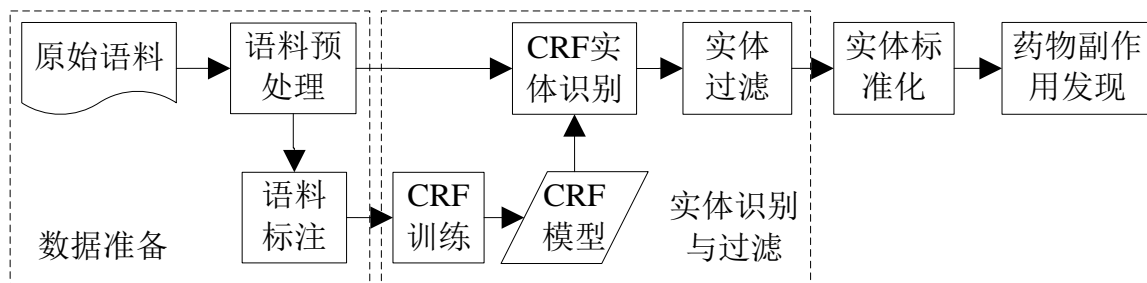 原始语料
语料预
处理
CRF实
体识别
实体
过滤
实体标
准化
药物副作
用发现
语料
标注
CRF
训练
CRF
模型
数据准备
实体识别
与过滤